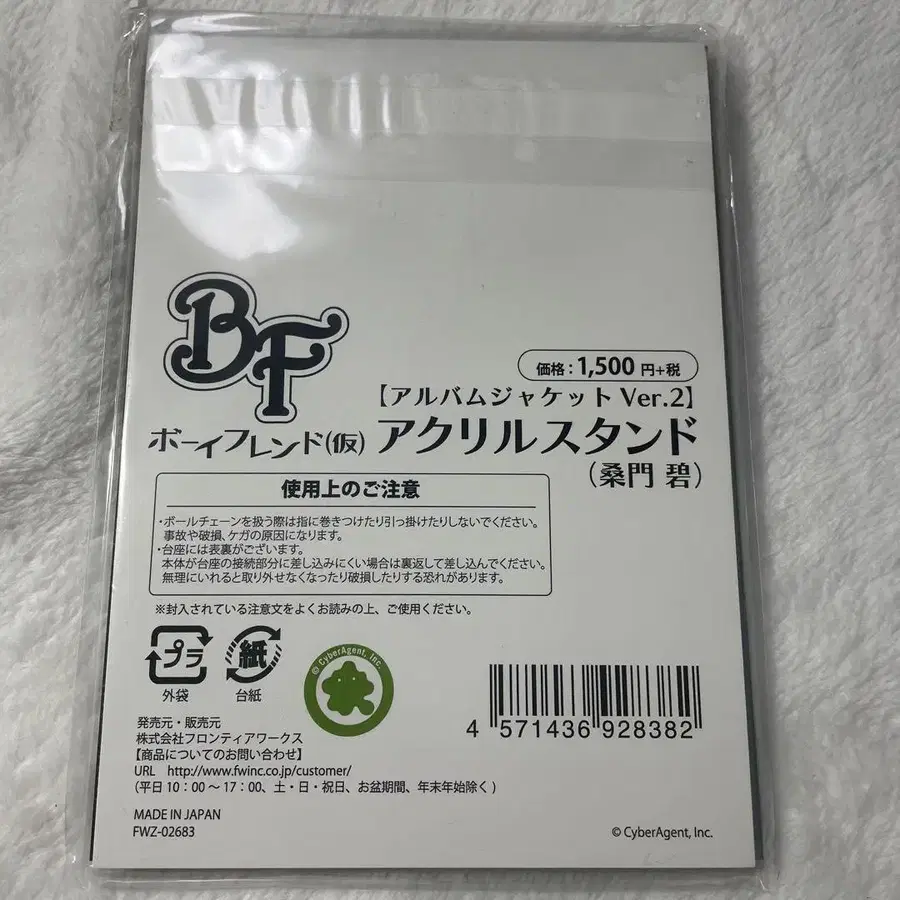 BF
価格：1,500 円+税
【アルバムジャケット Ver.2】
ボーイフレンド(仮) アクリルスタンド
（桑門 碧）
使用上のご注意
・ボールチェーンを扱う際は指に巻きつけたり引っ掛けたりしないでください。
事故や破損、ケガの原因になります。
・台座には表裏がございます。
本体が台座の接続部分に差し込みにくい場合は裏返して差し込んでください。
無理にいれると取り外せなくなったり破損したりする恐れがあります。
※封入されている注意文をよくお読みの上、ご使用ください。
プラ
外袋
紙
台紙
© CyberAgent, Inc.
4 571436 928382
発売元・販売元
株式会社フロンティアワークス
【商品についてのお問い合わせ】
URL http://www.fwinc.co.jp/customer/
（平日 10：00 〜 17：00、土・日・祝日、お盆期間、年末年始除く）
MADE IN JAPAN
FWZ-02683
© CyberAgent, Inc.